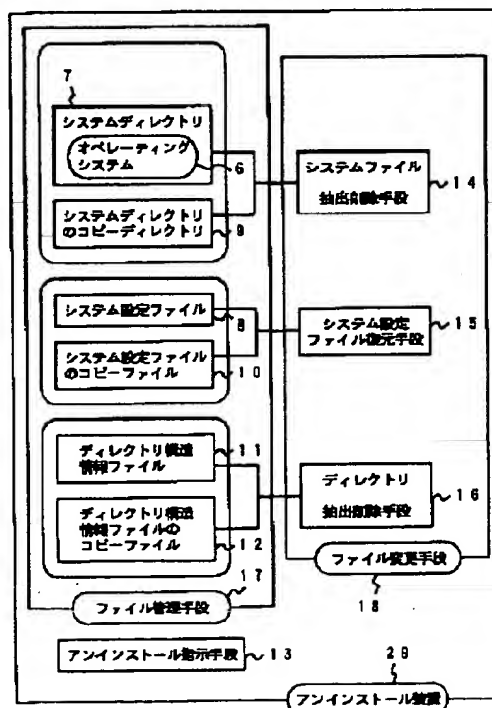 7
システムディレクトリ
オペレーティング
システム
6
システムディレクトリ
のコピーディレクトリ
9
システムファイル
抽出削除手段
14
システム設定ファイル
8
システム設定ファイル
のコピーファイル
10
システム設定
ファイル復元手段
15
ディレクトリ構造
情報ファイル
11
ディレクトリ構造
情報ファイルの
コピーファイル
12
ディレクトリ
抽出削除手段
16
ファイル管理手段
17
ファイル変更手段
18
アンインストール指示手段
13
20
アンインストール装置